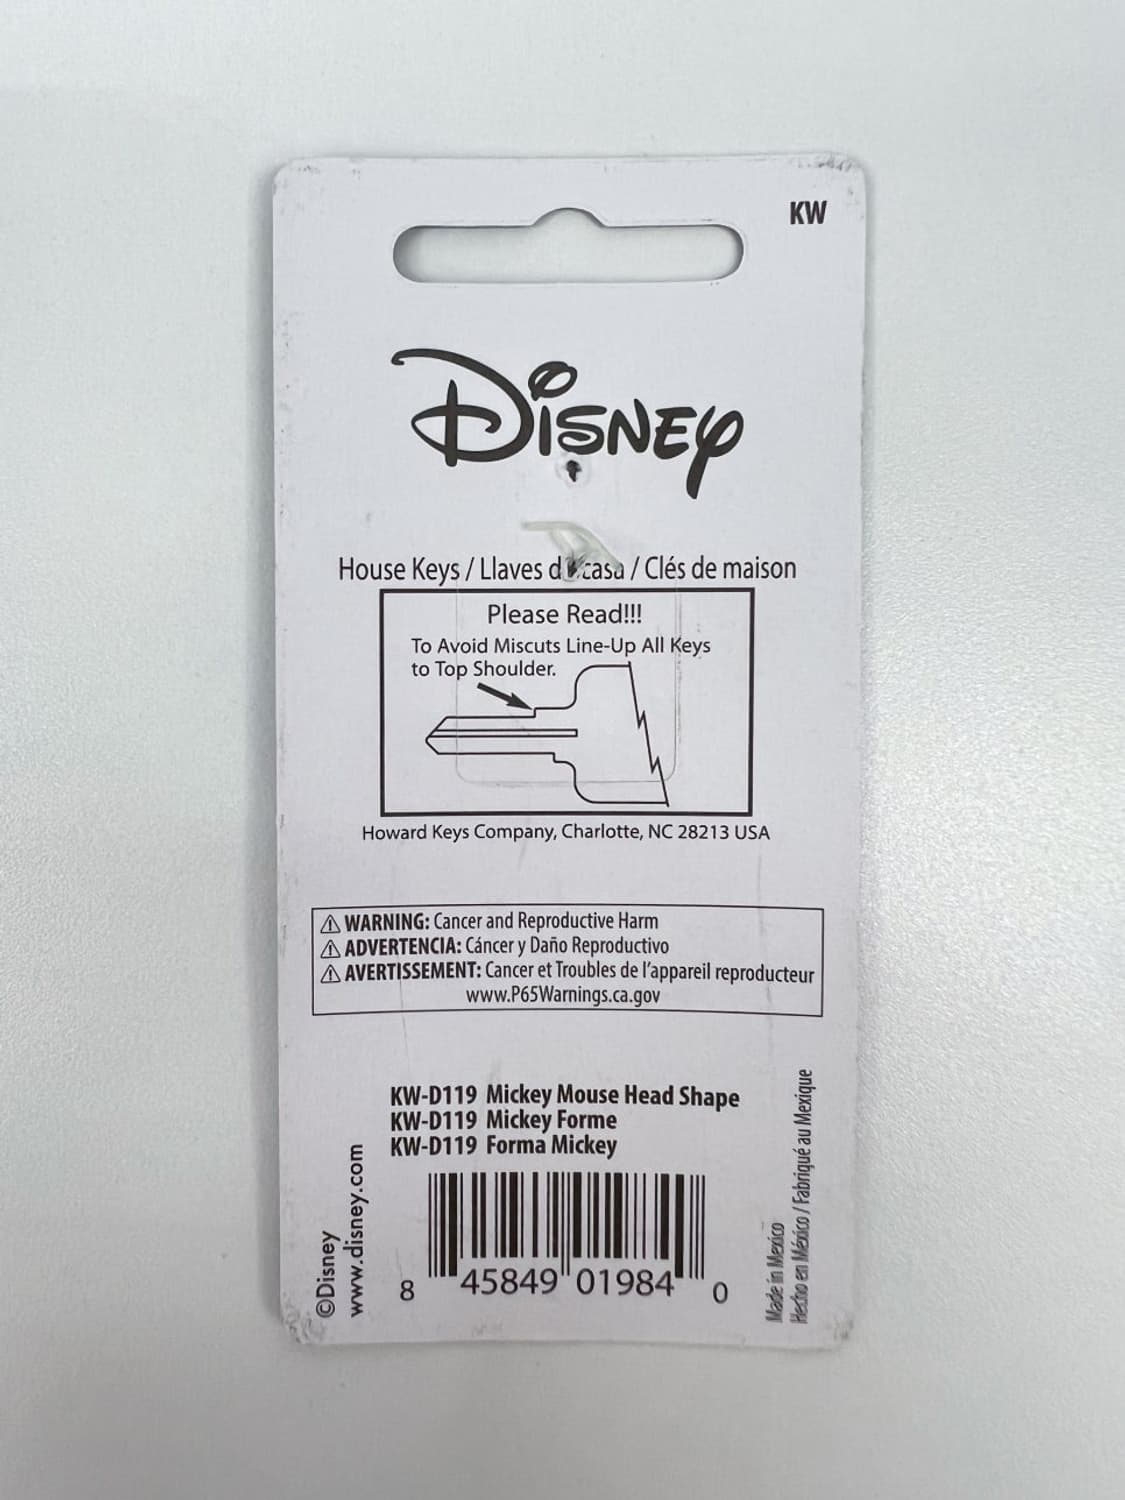 KW
Disney
House Keys / Llaves de casa / Clés de maison
Please Read!!!
To Avoid Miscuts Line-Up All Keys
to Top Shoulder.
Howard Keys Company, Charlotte, NC 28213 USA
⚠ WARNING: Cancer and Reproductive Harm
⚠ ADVERTENCIA: Cáncer y Daño Reproductivo
⚠ AVERTISSEMENT: Cancer et Troubles de l'appareil reproducteur
www.P65Warnings.ca.gov
KW-D119 Mickey Mouse Head Shape
KW-D119 Mickey Forme
KW-D119 Forma Mickey
8 45849 01984 0
©Disney
www.disney.com
Made in Mexico
Hecho en México / Fabriqué au Mexique